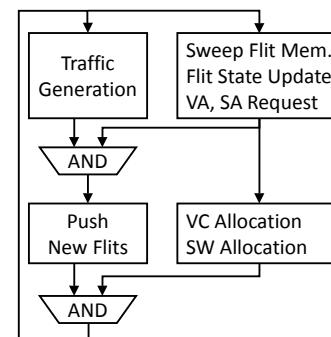 Traffic
Generation
Sweep Flit Mem.
Flit State Update
VA, SA Request
AND
Push
New Flits
VC Allocation
SW Allocation
AND